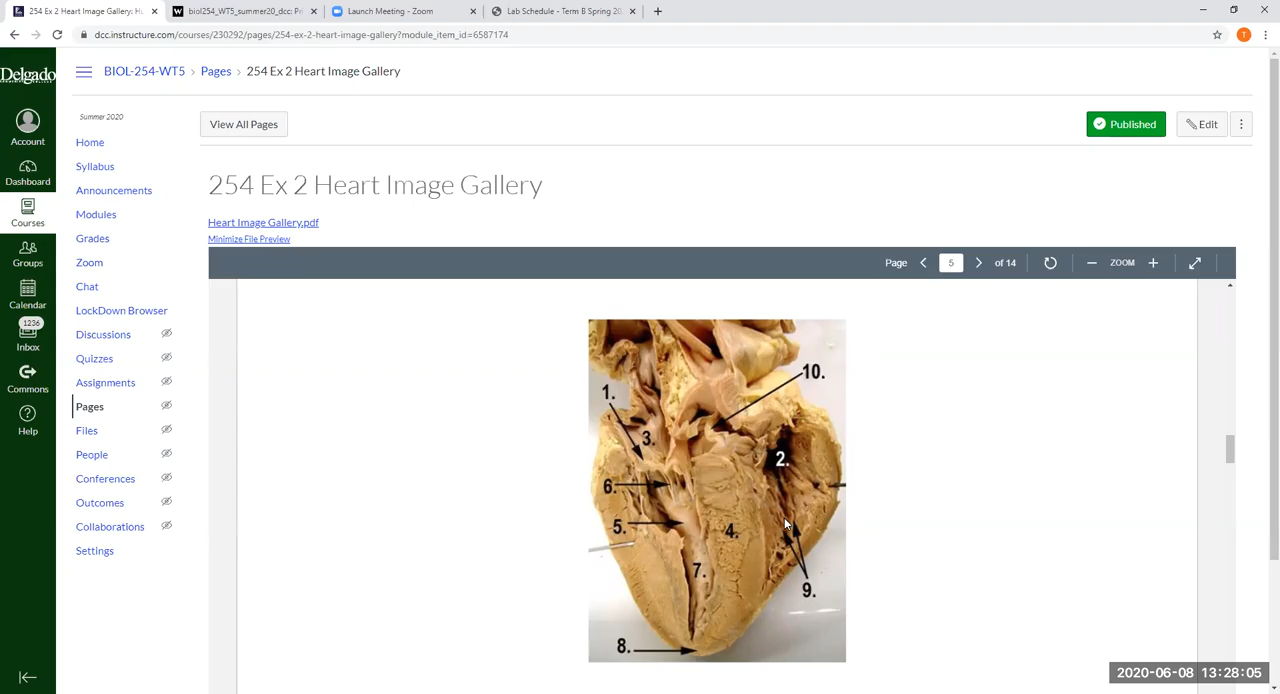 254 Ex 2 Heart Image Gallery: Hu
biol254_WT5_summer20_dcc: Pe
Launch Meeting - Zoom
Lab Schedule - Term B Spring 20
dcc.instructure.com/courses/230292/pages/254-ex-2-heart-image-gallery?module_item_id=6587174
T
Delgado
Account
Dashboard
Courses
Groups
Calendar
1236
Inbox
Commons
Help
BIOL-254-WT5 › Pages › 254 Ex 2 Heart Image Gallery
Summer 2020
Home
Syllabus
Announcements
Modules
Grades
Zoom
Chat
LockDown Browser
Discussions
Quizzes
Assignments
Pages
Files
People
Conferences
Outcomes
Collaborations
Settings
View All Pages
Published
Edit
254 Ex 2 Heart Image Gallery
Heart Image Gallery.pdf
Minimize File Preview
Page 5 of 14
ZOOM
10.
1.
3.
2.
6.
5.
4.
7.
9.
8.
2020-06-08 13:28:05